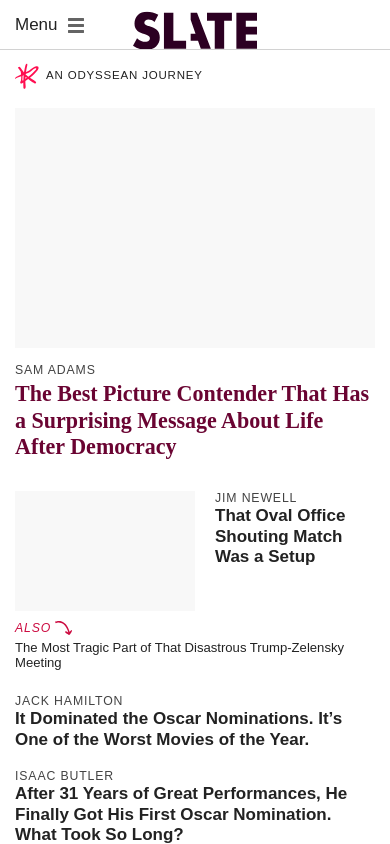 Menu
SLATE
AN ODYSSEAN JOURNEY
SAM ADAMS
The Best Picture Contender That Has
a Surprising Message About Life
After Democracy
JIM NEWELL
That Oval Office
Shouting Match
Was a Setup
ALSO
The Most Tragic Part of That Disastrous Trump-Zelensky
Meeting
JACK HAMILTON
It Dominated the Oscar Nominations. It’s
One of the Worst Movies of the Year.
ISAAC BUTLER
After 31 Years of Great Performances, He
Finally Got His First Oscar Nomination.
What Took So Long?